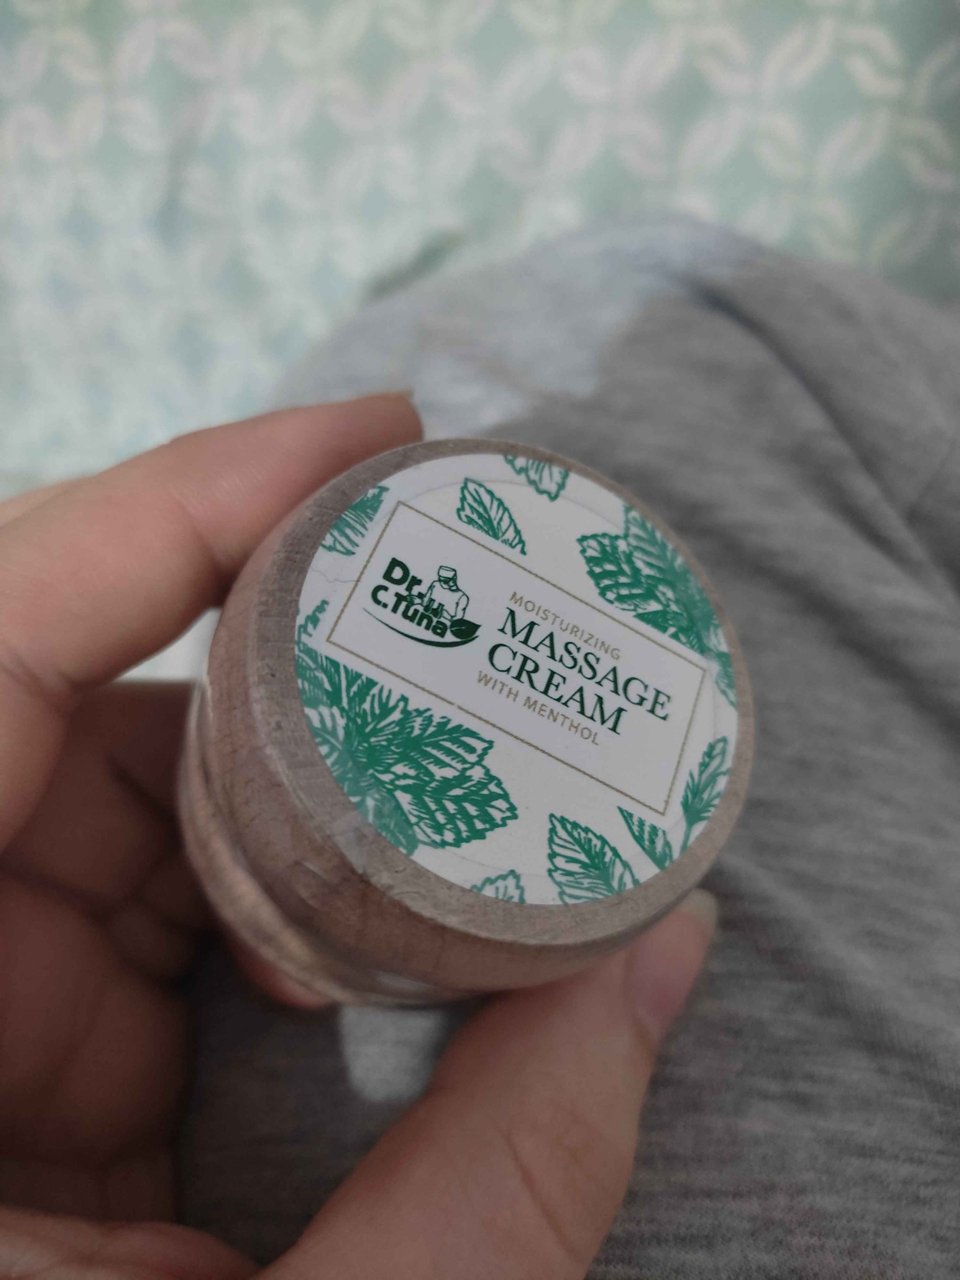 Dr.
C.Tuna
MOISTURIZING
MASSAGE
CREAM
WITH MENTHOL